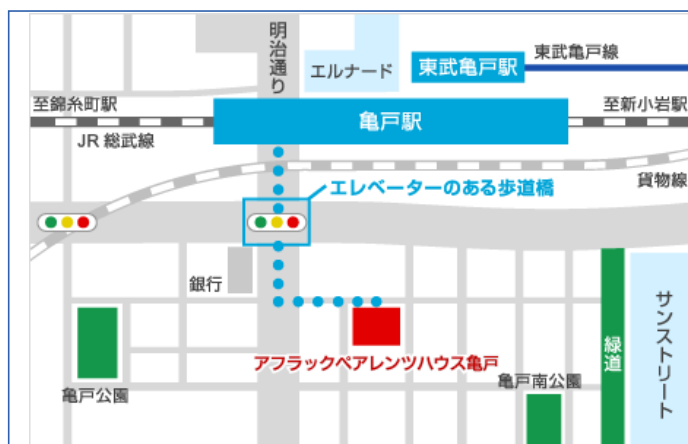 明治通り
エルナード
東武亀戸駅
東武亀戸線
至錦糸町駅
亀戸駅
至新小岩駅
JR 総武線
貨物線
エレベーターのある歩道橋
銀行
サンストリート
緑道
アフラックペアレンツハウス亀戸
亀戸南公園
亀戸公園